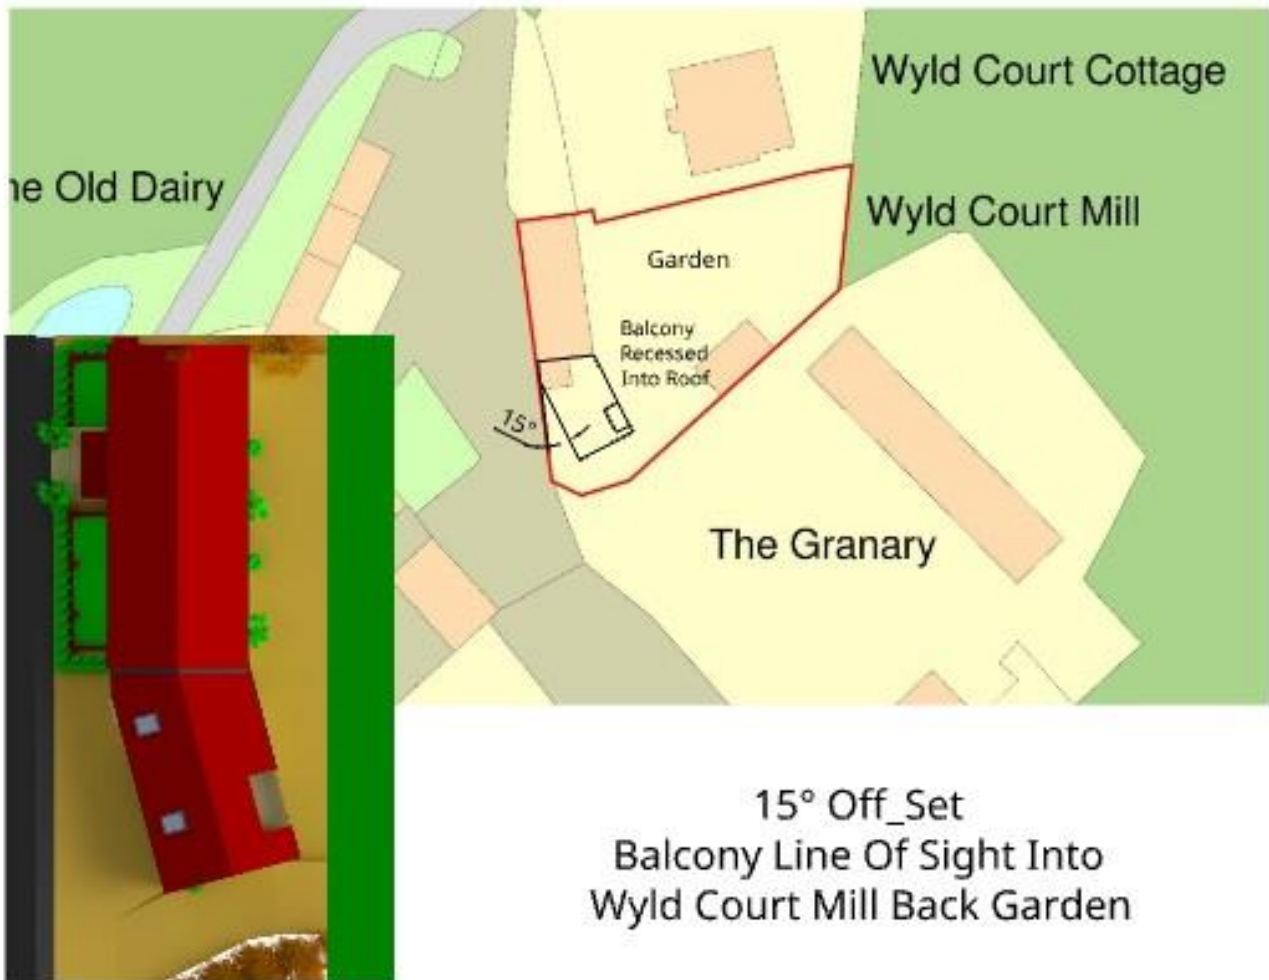 Wyld Court Cottage
ne Old Dairy
Wyld Court Mill
Garden
Balcony
Recessed
Into Roof
15°
The Granary
15° Off_Set
Balcony Line Of Sight Into
Wyld Court Mill Back Garden